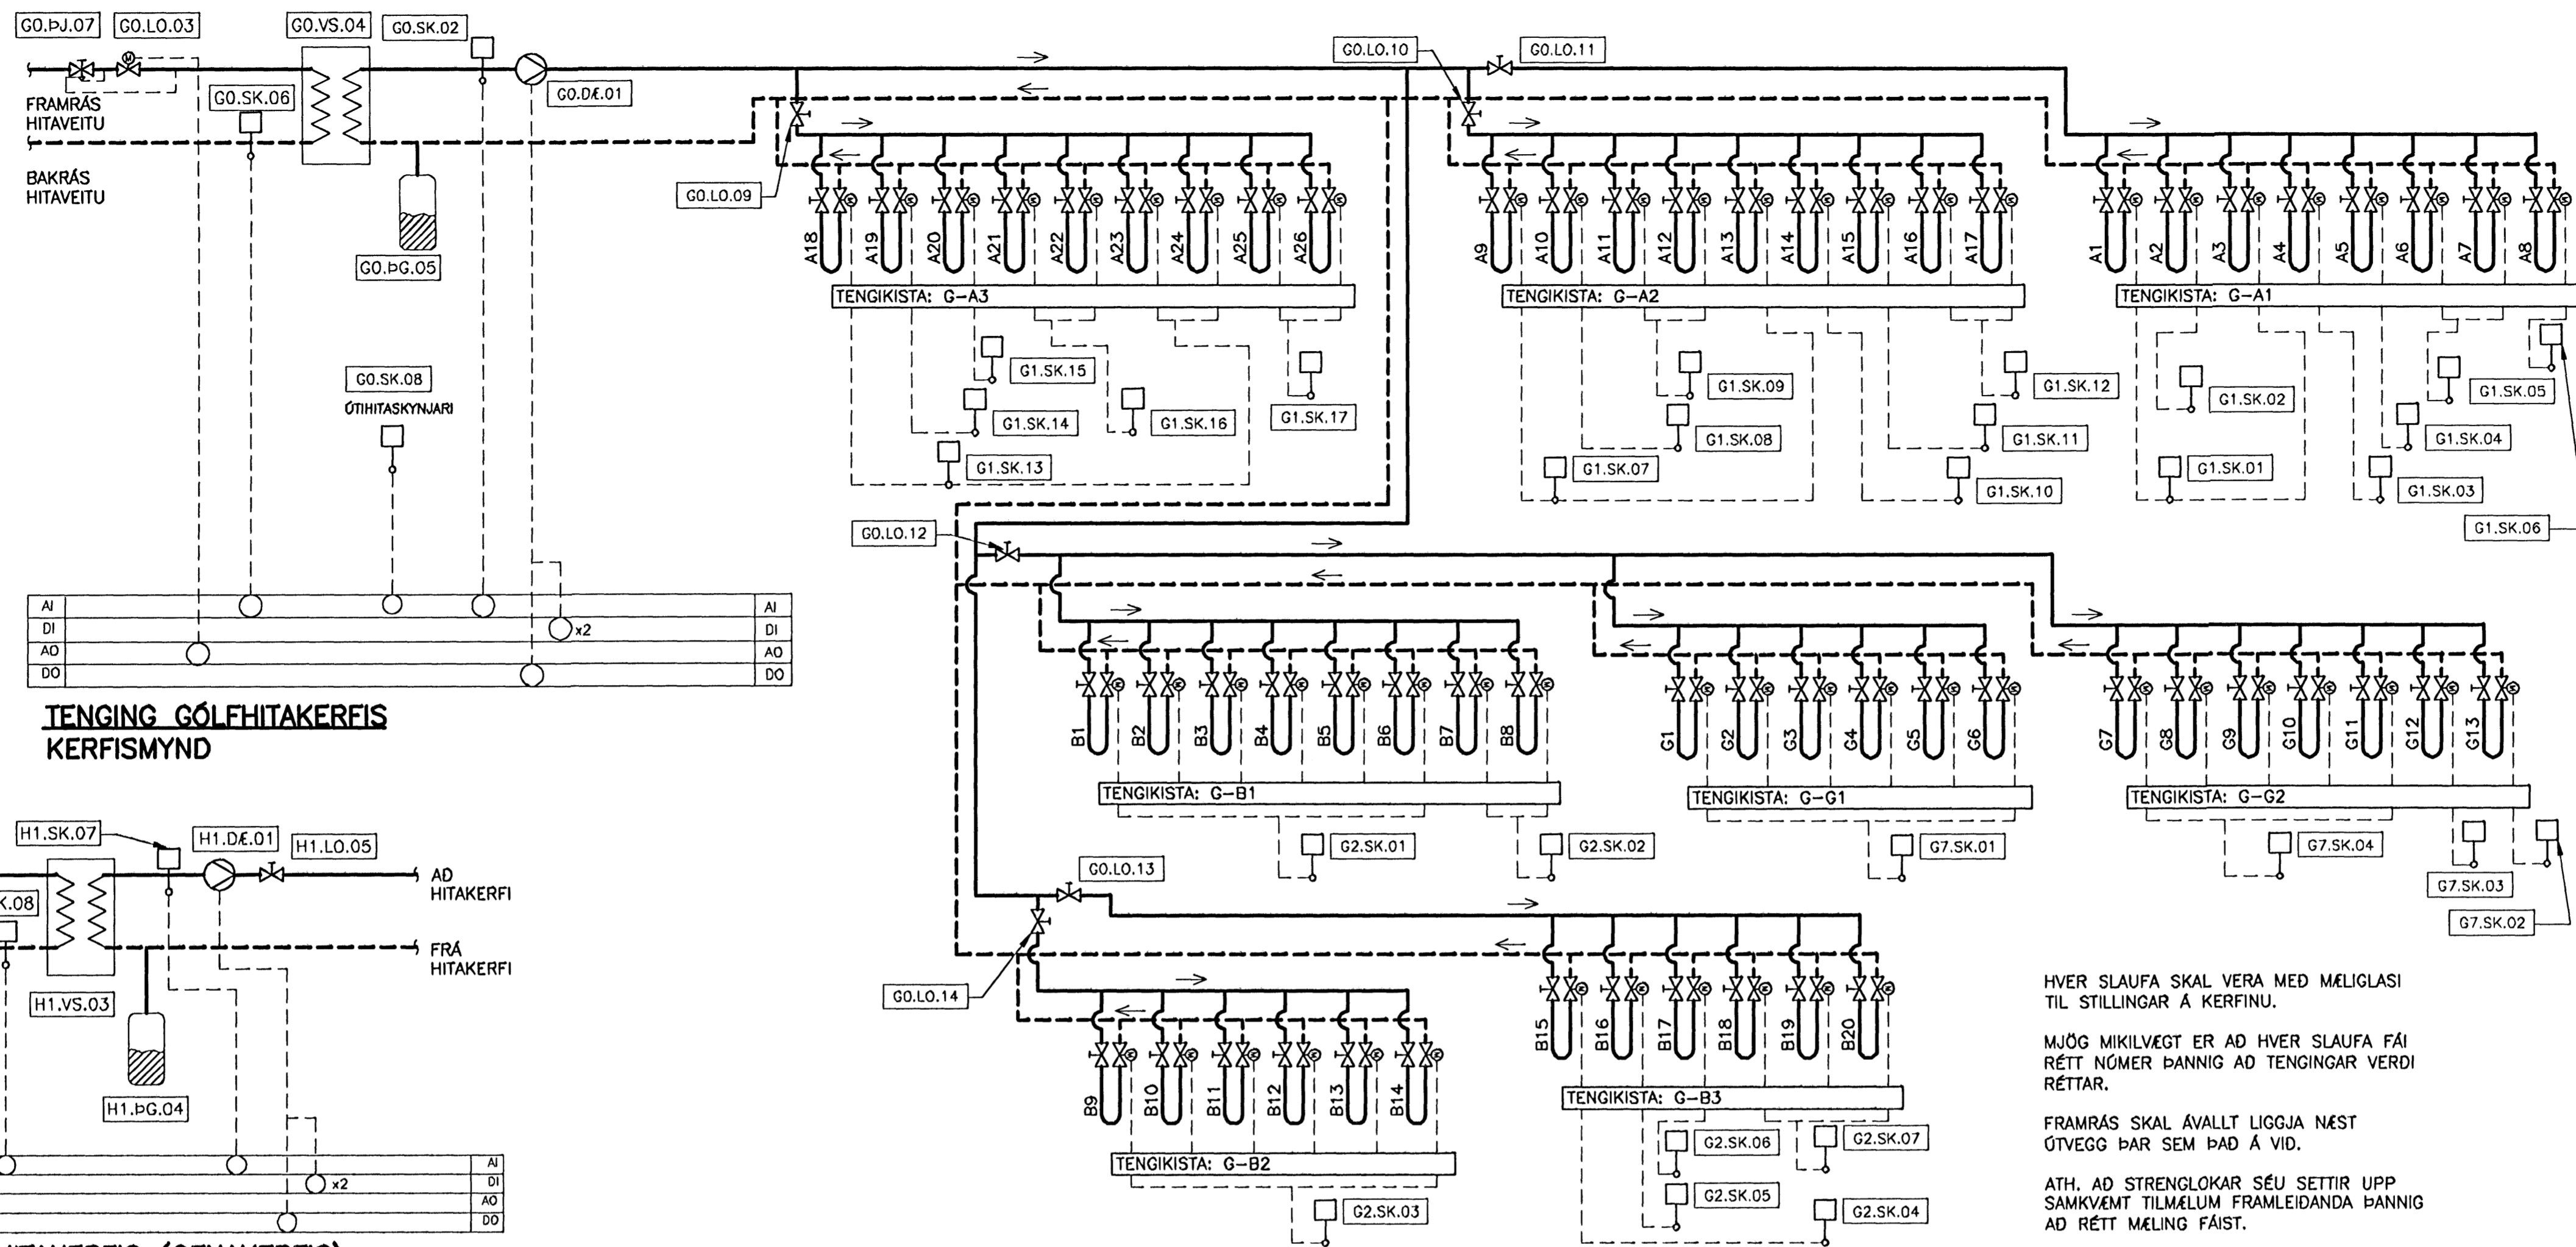 G0.ÞJ.07
G0.LO.03
G0.VS.04
G0.SK.02
G0.LO.10
G0.LO.11
G0.SK.06
G0.DÆ.01
FRAMRÁS
HITAVEITU
BAKRÁS
HITAVEITU
G0.LO.09
G0.ÞG.05
A18
A19
A20
A21
A22
A23
A24
A25
A26
A9
A10
A11
A12
A13
A14
A15
A16
A17
A1
A2
A3
A4
A5
A6
A7
A8
TENGIKISTA: G-A3
TENGIKISTA: G-A2
TENGIKISTA: G-A1
G0.SK.08
ÚTIHITASKYNJARI
G1.SK.15
G1.SK.14
G1.SK.16
G1.SK.17
G1.SK.13
G1.SK.09
G1.SK.12
G1.SK.08
G1.SK.11
G1.SK.07
G1.SK.10
G1.SK.05
G1.SK.02
G1.SK.04
G1.SK.01
G1.SK.03
G1.SK.06
G0.LO.12
AI
AI
DI
x2
DI
AO
AO
DO
DO
TENGING GÓLFHITAKERFIS
KERFISMYND
B1
B2
B3
B4
B5
B6
B7
B8
G1
G2
G3
G4
G5
G6
G7
G8
G9
G10
G11
G12
G13
TENGIKISTA: G-B1
TENGIKISTA: G-G1
TENGIKISTA: G-G2
G2.SK.01
G2.SK.02
G7.SK.01
G7.SK.04
G7.SK.03
G7.SK.02
H1.SK.07
H1.DÆ.01
H1.LO.05
AÐ
HITAKERFI
K.08
FRÁ
HITAKERFI
H1.VS.03
H1.ÞG.04
AI
x2
DI
AO
DO
G0.LO.13
G0.LO.14
B15
B16
B17
B18
B19
B20
B9
B10
B11
B12
B13
B14
TENGIKISTA: G-B3
TENGIKISTA: G-B2
G2.SK.06
G2.SK.07
G2.SK.05
G2.SK.04
G2.SK.03
HVER SLAUFA SKAL VERA MEÐ MÆLIGLASI
TIL STILLINGAR Á KERFINU.
MJÖG MIKILVÆGT ER AÐ HVER SLAUFA FÁI
RÉTT NÚMER ÞANNIG AÐ TENGINGAR VERÐI
RÉTTAR.
FRAMRÁS SKAL ÁVALLT LIGGJA NÆST
ÚTVEGG ÞAR SEM ÞAÐ Á VIÐ.
ATH. AÐ STRENGLOKAR SÉU SETTIR UPP
SAMKVÆMT TILMÆLUM FRAMLEIÐANDA ÞANNIG
AÐ RÉTT MÆLING FÁIST.